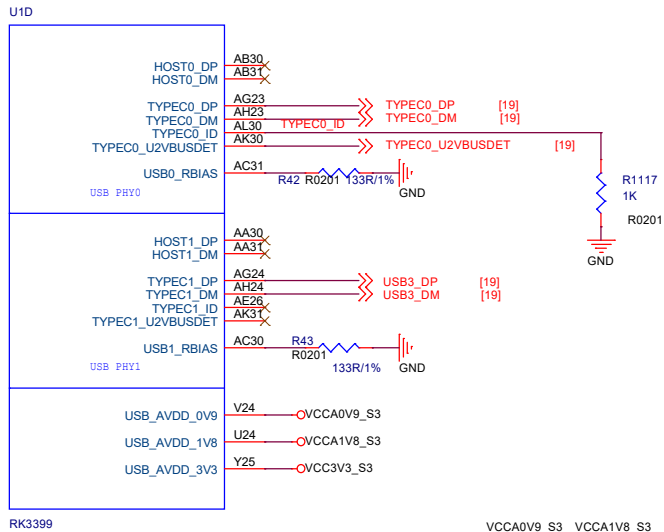 U1D
HOST0_DP AB30
HOST0_DM AB31
TYPEC0_DP AG23 TYPEC0_DP [19]
TYPEC0_DM AH23 TYPEC0_DM [19]
TYPEC0_ID AL30 TYPEC0_ID
TYPEC0_U2VBUSDET AK30 TYPEC0_U2VBUSDET [19]
USB0_RBIAS AC31
R42 R0201 133R/1%
GND
R1117
1K
R0201
GND
USB PHY0
HOST1_DP AA30
HOST1_DM AA31
TYPEC1_DP AG24 USB3_DP [19]
TYPEC1_DM AH24 USB3_DM [19]
TYPEC1_ID AE26
TYPEC1_U2VBUSDET AK31
USB1_RBIAS AC30
R43
R0201
133R/1%
GND
USB PHY1
USB_AVDD_0V9 V24 VCCA0V9_S3
USB_AVDD_1V8 U24 VCCA1V8_S3
USB_AVDD_3V3 Y25 VCC3V3_S3
RK3399
VCCA0V9_S3 VCCA1V8_S3